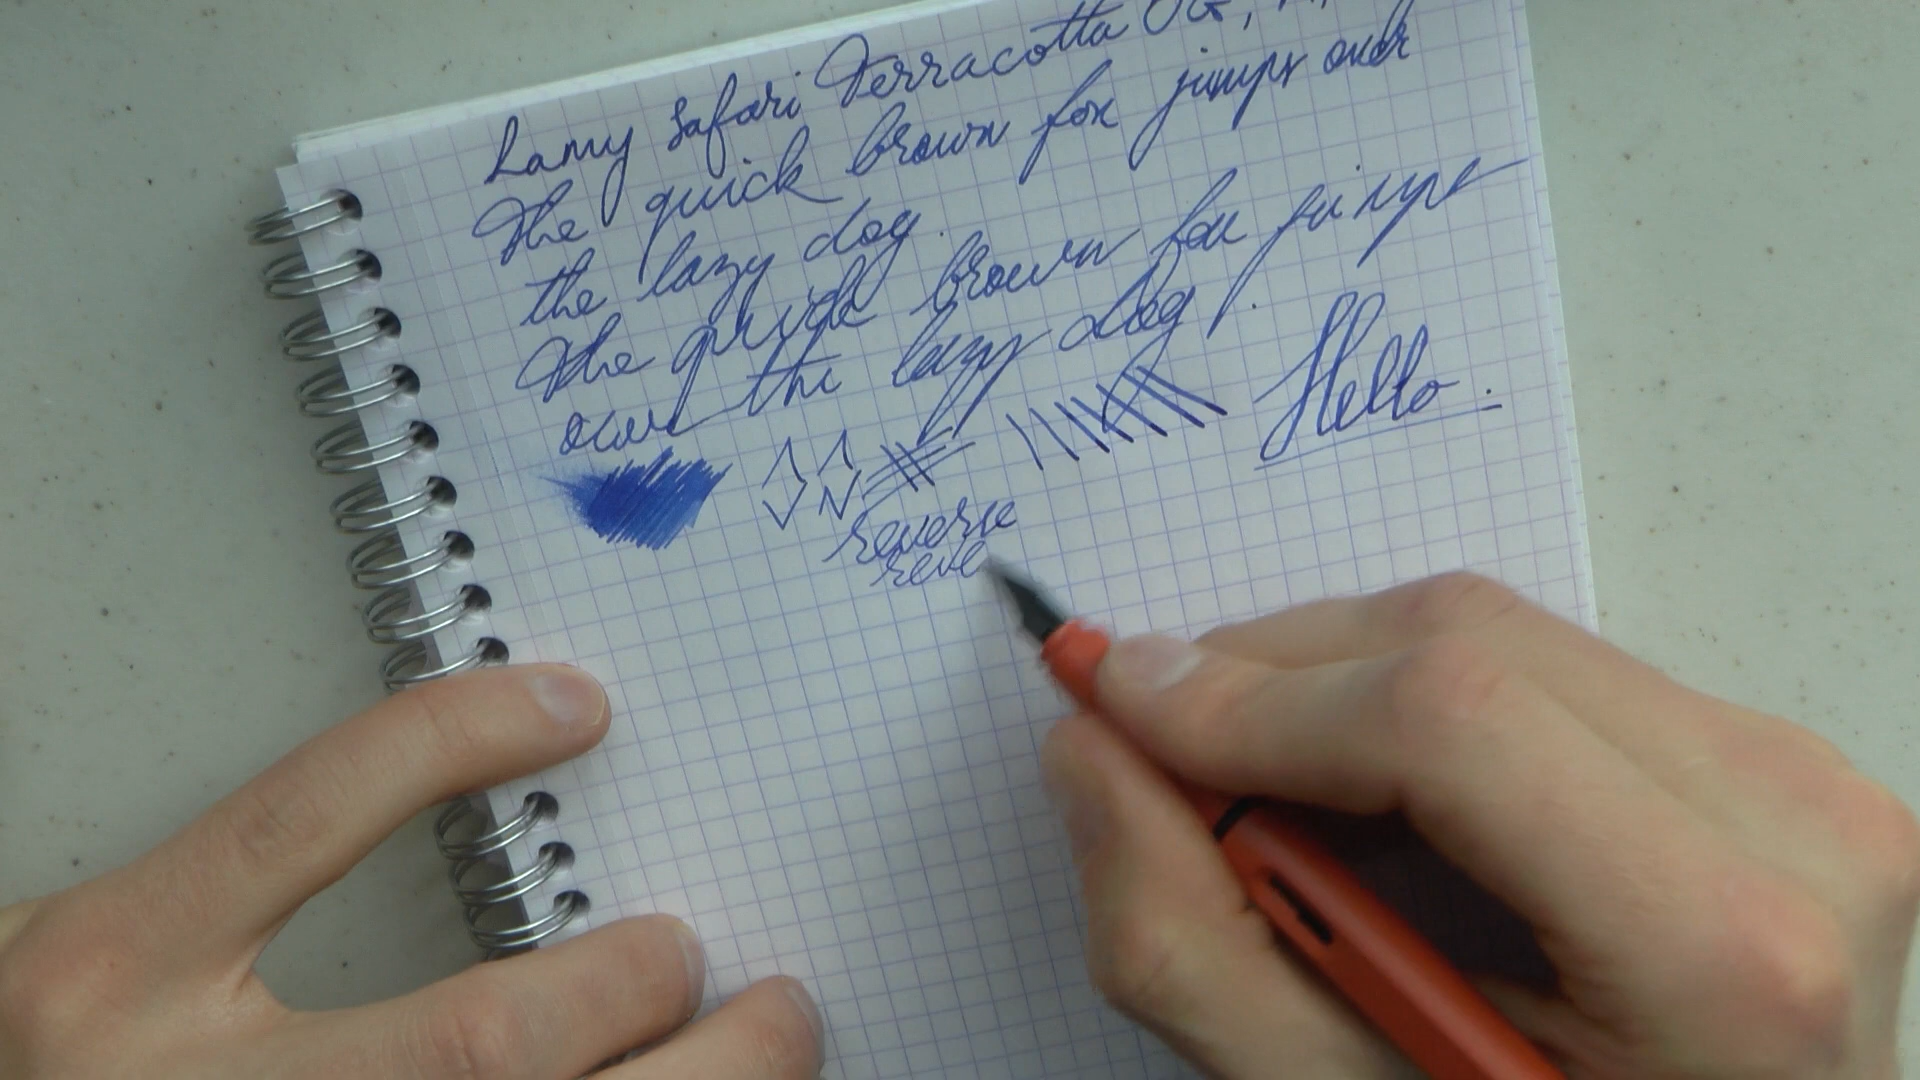 Lamy Safari Terracotta OG,
The quick brown fox jumps over
the lazy dog.
The quick brown fox jumps
over the lazy dog.
Hello.
reverse
reve